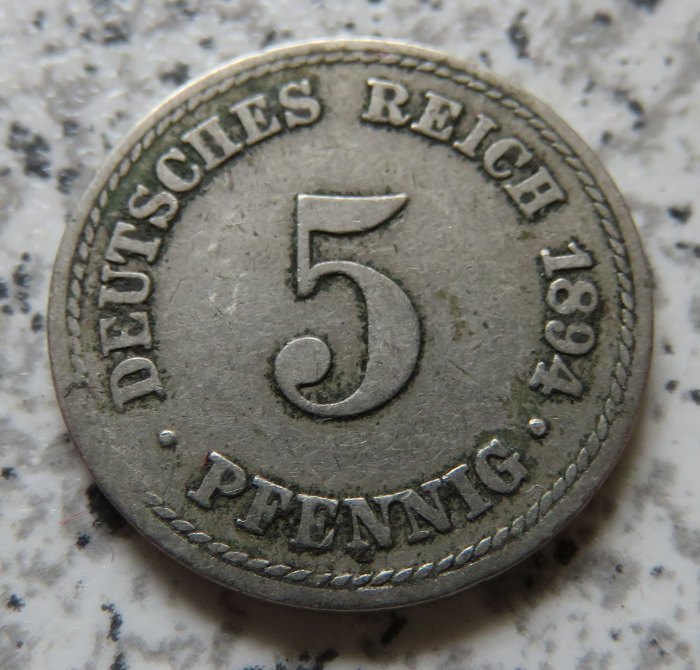 DEUTSCHES REICH 1894
5
· PFENNIG ·